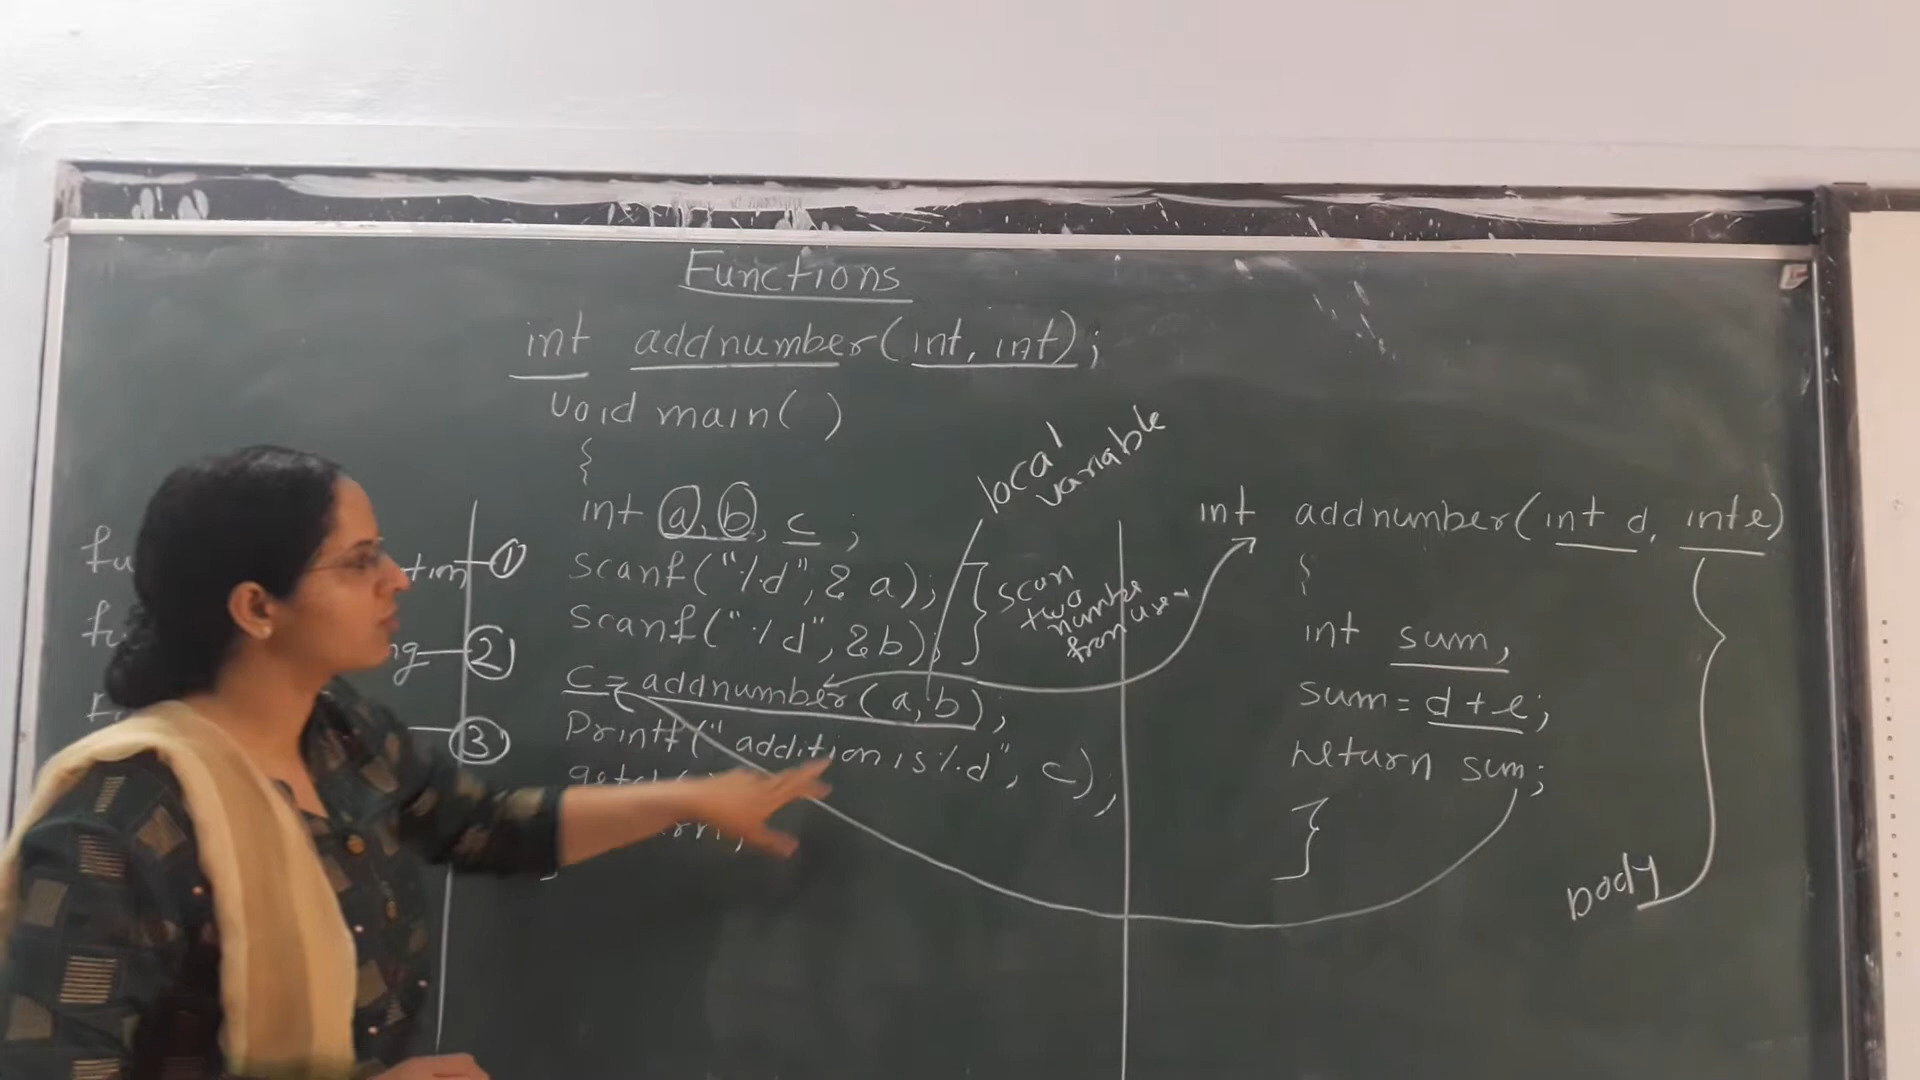 Functions
int addnumber(int, int);
void main( )
{
int a, b, c ;
scanf("%d", & a);
scanf("%d", &b);
c = addnumber(a,b);
Printf("addition is %d", c);
local
variable
scan
two
number
from user
1
2
3
int addnumber(int d, int e)
{
int sum,
sum = d + e;
return sum;
}
body